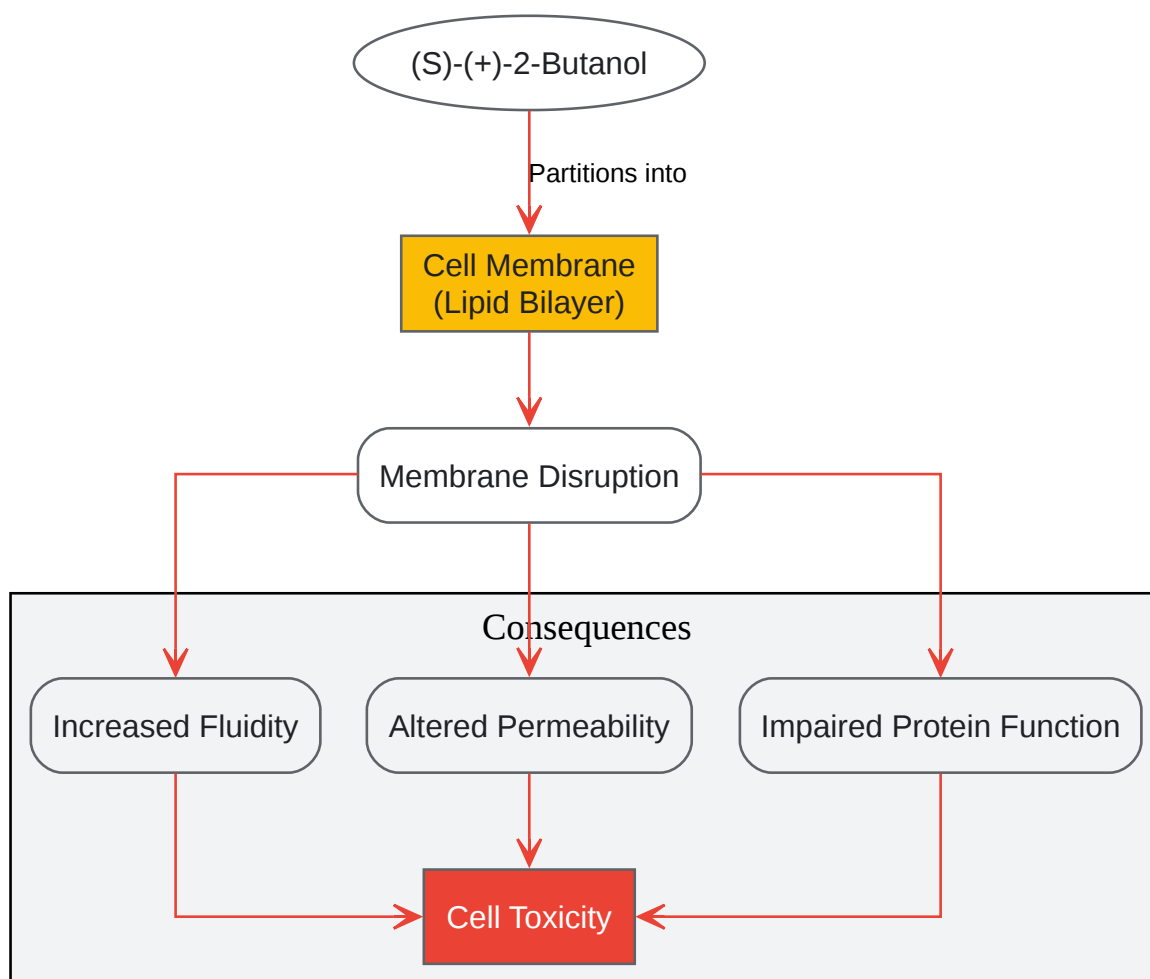 (S)-(+)-2-Butanol
Partitions into
Cell Membrane
(Lipid Bilayer)
Membrane Disruption
Consequences
Increased Fluidity
Altered Permeability
Impaired Protein Function
Cell Toxicity